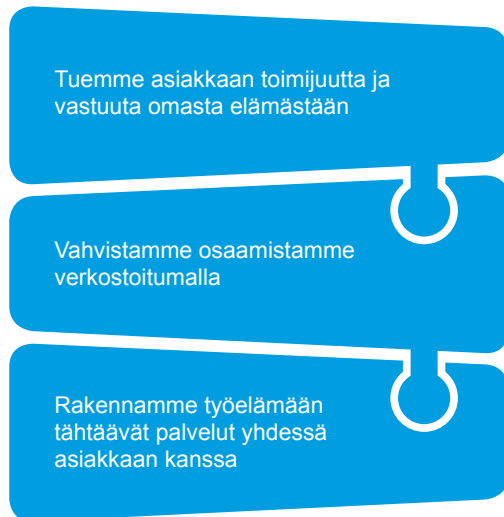 Tuemme asiakkaan toimijuutta ja
vastuuta omasta elämästään
Vahvistamme osaamistamme
verkostoitumalla
Rakennamme työelämään
tähtäävät palvelut yhdessä
asiakkaan kanssa